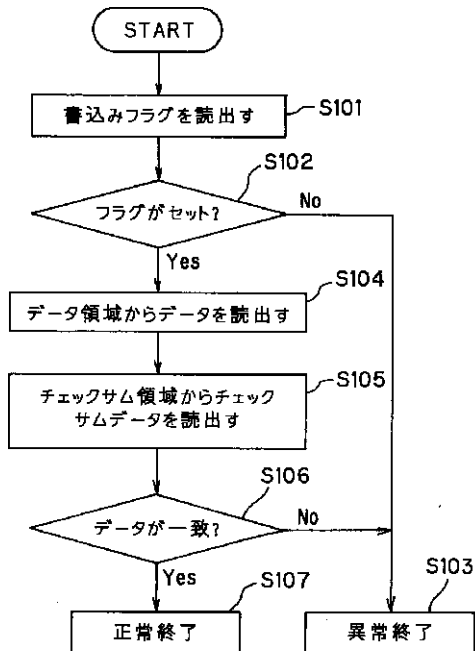 START
書込みフラグを読出す
S101
S102
フラグがセット?
No
Yes
S104
データ領域からデータを読出す
S105
チェックサム領域からチェック
サムデータを読出す
S106
データが一致?
No
Yes
S107
正常終了
S103
異常終了